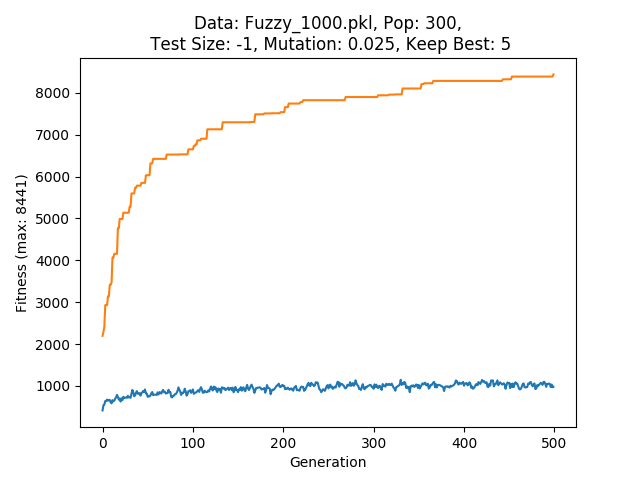 Data: Fuzzy_1000.pkl, Pop: 300,
Test Size: -1, Mutation: 0.025, Keep Best: 5
8000
7000
6000
5000
4000
3000
2000
1000
Fitness (max: 8441)
0 100 200 300 400 500
Generation